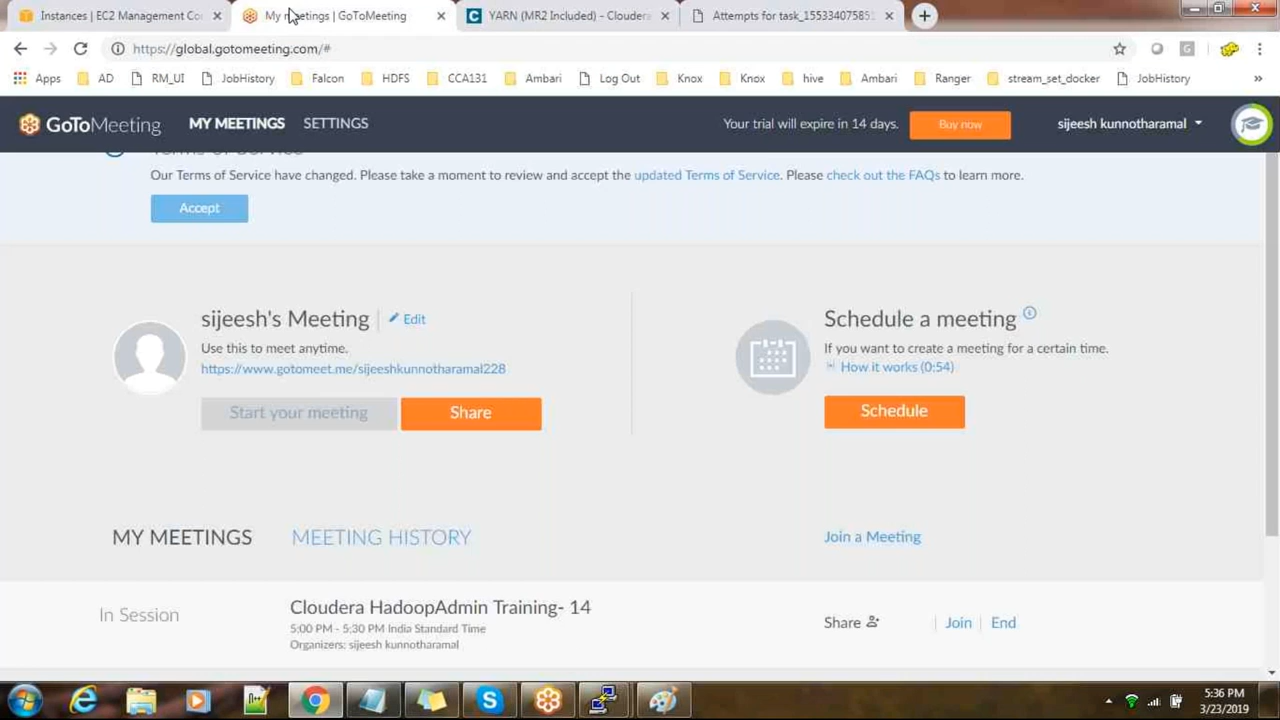 Instances | EC2 Management Co
My meetings | GoToMeeting
YARN (MR2 Included) - Cloudera
Attempts for task_15533407585
https://global.gotomeeting.com/#
Apps
AD
RM_UI
JobHistory
Falcon
HDFS
CCA131
Ambari
Log Out
Knox
Knox
hive
Ambari
Ranger
stream_set_docker
JobHistory
»
GoToMeeting
MY MEETINGS
SETTINGS
Your trial will expire in 14 days.
Buy now
sijeesh kunnotharamal
Terms of Service
Our Terms of Service have changed. Please take a moment to review and accept the updated Terms of Service. Please check out the FAQs to learn more.
Accept
sijeesh's Meeting
Edit
Use this to meet anytime.
https://www.gotomeet.me/sijeeshkunnotharamal228
Start your meeting
Share
Schedule a meeting
If you want to create a meeting for a certain time.
How it works (0:54)
Schedule
MY MEETINGS
MEETING HISTORY
Join a Meeting
In Session
Cloudera HadoopAdmin Training- 14
5:00 PM - 5:30 PM India Standard Time
Organizers: sijeesh kunnotharamal
Share
Join
End
5:36 PM
3/23/2019